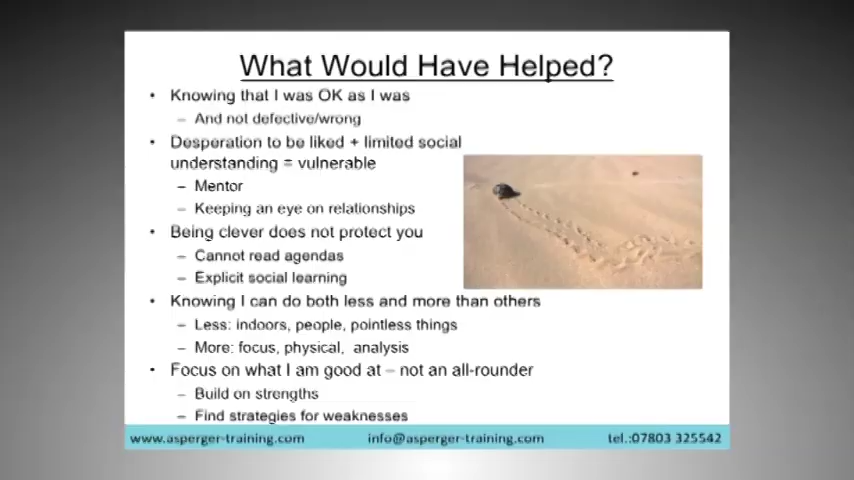 What Would Have Helped?
• Knowing that I was OK as I was
– And not defective/wrong
• Desperation to be liked + limited social
understanding = vulnerable
– Mentor
– Keeping an eye on relationships
• Being clever does not protect you
– Cannot read agendas
– Explicit social learning
• Knowing I can do both less and more than others
– Less: indoors, people, pointless things
– More: focus, physical, analysis
• Focus on what I am good at – not an all-rounder
– Build on strengths
– Find strategies for weaknesses
www.asperger-training.com info@asperger-training.com tel.:07803 325542